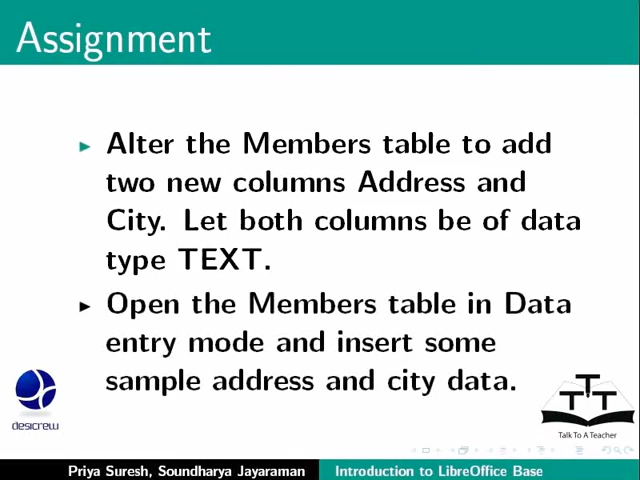 Assignment
Alter the Members table to add
two new columns Address and
City. Let both columns be of data
type TEXT.
Open the Members table in Data
entry mode and insert some
sample address and city data.
desicrew
TTT
Talk To A Teacher
Priya Suresh, Soundharya Jayaraman
Introduction to LibreOffice Base